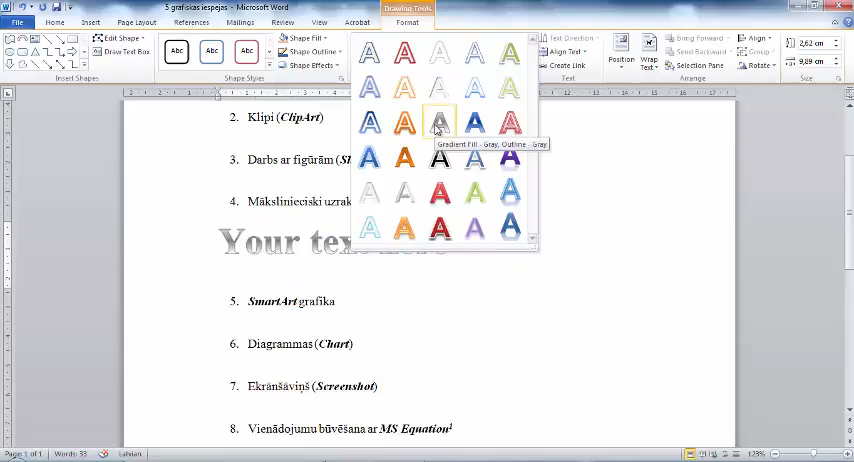 5 grafiskas iespejas - Microsoft Word
Drawing Tools
File Home Insert Page Layout References Mailings Review View Acrobat Format
Edit Shape
Draw Text Box
Abc Abc Abc
Shape Fill
Shape Outline
Shape Effects
Text Direction
Align Text
Create Link
Position
Wrap Text
Bring Forward
Send Backward
Selection Pane
Align
Group
Rotate
2,62 cm
9,89 cm
Insert Shapes Shape Styles Text Arrange Size
2. Klipi (ClipArt)
Gradient Fill - Gray, Outline - Gray
3. Darbs ar figūrām
4. Mākslinieciski
Your text here
5. SmartArt grafika
6. Diagrammas (Chart)
7. Ekrānšāviņš (Screenshot)
8. Vienādojumu būvēšana ar MS Equation¹
Page: 1 of 1 Words: 33 Latvian 123%